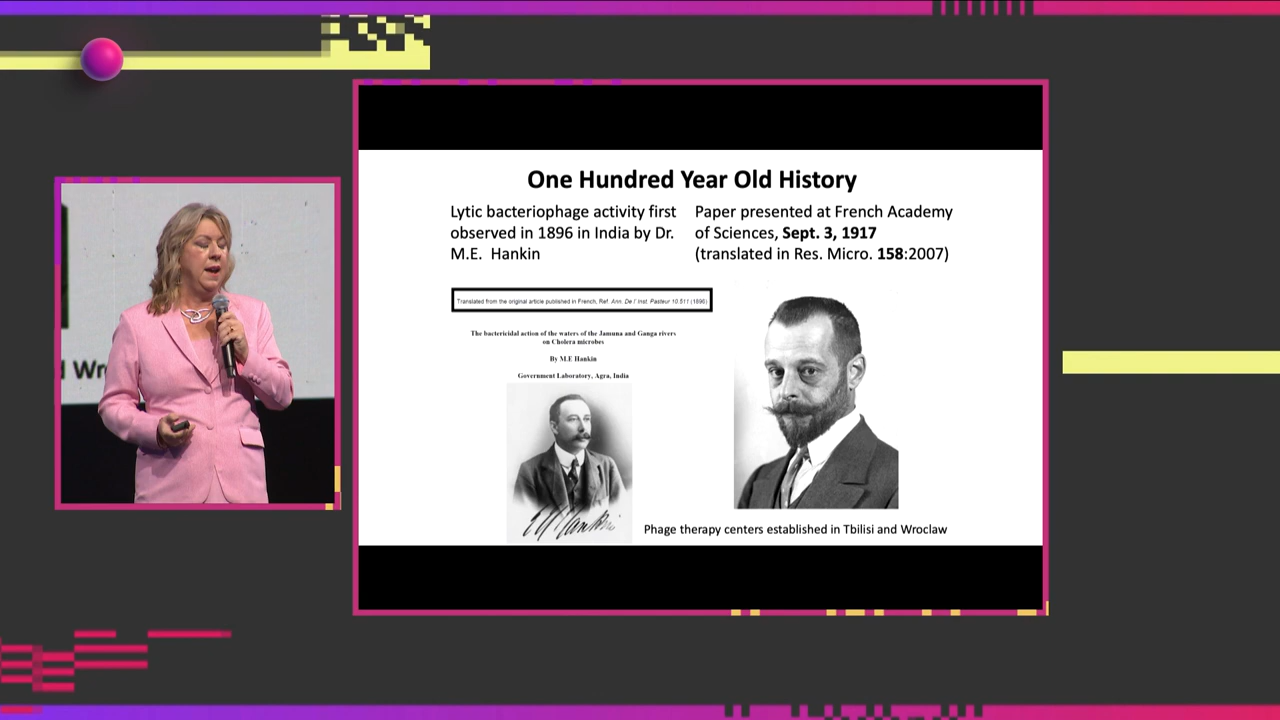 One Hundred Year Old History
Lytic bacteriophage activity first
observed in 1896 in India by Dr.
M.E. Hankin
Paper presented at French Academy
of Sciences, Sept. 3, 1917
(translated in Res. Micro. 158:2007)
Translated from the original article published in French, Ref. Ann. De I' Inst. Pasteur 10.511 (1896)
The bactericidal action of the waters of the Jamuna and Ganga rivers
on Cholera microbes
By M.E Hankin
Government Laboratory, Agra, India
Phage therapy centers established in Tbilisi and Wroclaw
d Wr